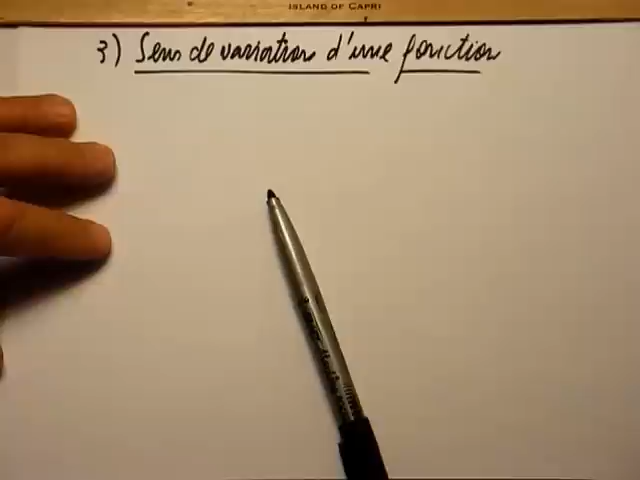 ISLAND OF CAPRI
3) Sens de variation d'une fonction